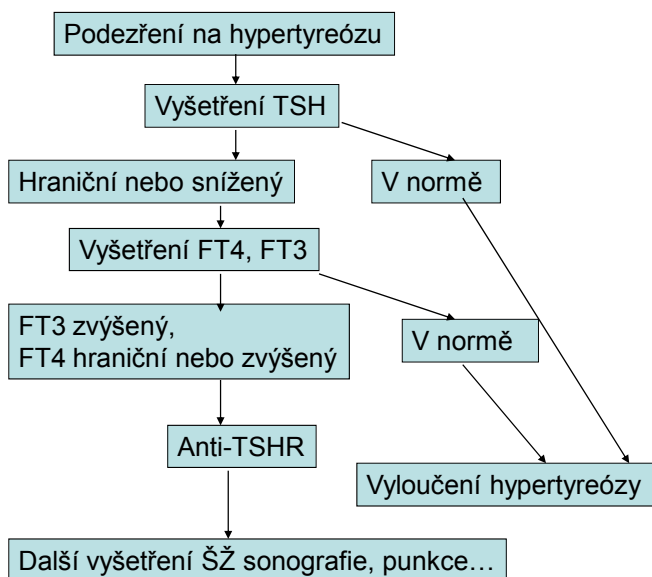 Podezření na hypertyreózu
Vyšetření TSH
Hraniční nebo snížený
V normě
Vyšetření FT4, FT3
FT3 zvýšený,
FT4 hraniční nebo zvýšený
V normě
Anti-TSHR
Vyloučení hypertyreózy
Další vyšetření ŠŽ sonografie, punkce…